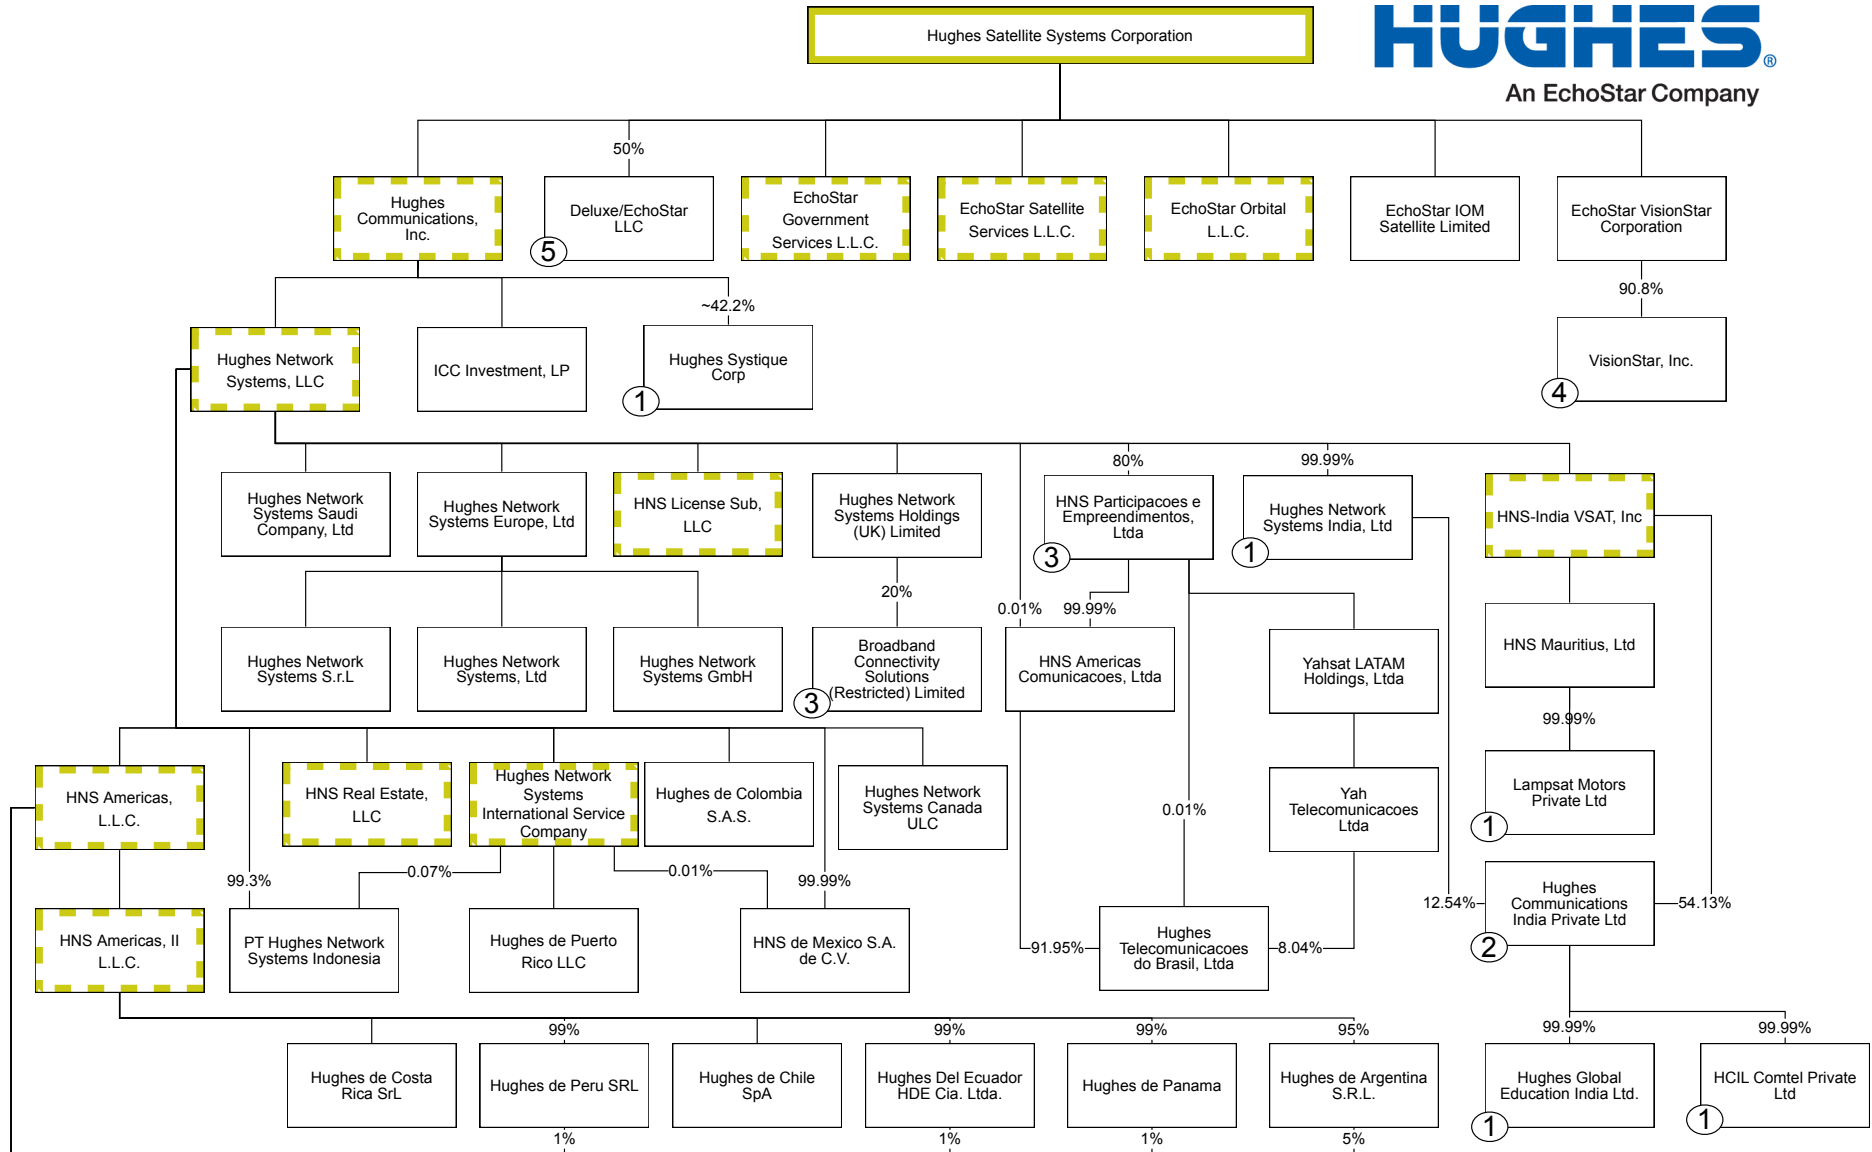 Hughes Satellite Systems Corporation
HUGHES®
An EchoStar Company
50%
Hughes
Communications,
Inc.
Deluxe/EchoStar
LLC
5
EchoStar
Government
Services L.L.C.
EchoStar Satellite
Services L.L.C.
EchoStar Orbital
L.L.C.
EchoStar IOM
Satellite Limited
EchoStar VisionStar
Corporation
~42.2%
90.8%
Hughes Network
Systems, LLC
ICC Investment, LP
Hughes Systique
Corp
1
VisionStar, Inc.
4
80%
99.99%
Hughes Network
Systems Saudi
Company, Ltd
Hughes Network
Systems Europe, Ltd
HNS License Sub,
LLC
Hughes Network
Systems Holdings
(UK) Limited
HNS Participacoes e
Empreendimentos,
Ltda
3
Hughes Network
Systems India, Ltd
1
HNS-India VSAT, Inc
20%
0.01%
99.99%
Hughes Network
Systems S.r.L
Hughes Network
Systems, Ltd
Hughes Network
Systems GmbH
Broadband
Connectivity
Solutions
(Restricted) Limited
3
HNS Americas
Comunicacoes, Ltda
Yahsat LATAM
Holdings, Ltda
HNS Mauritius, Ltd
99.99%
HNS Americas,
L.L.C.
HNS Real Estate,
LLC
Hughes Network
Systems
International Service
Company
Hughes de Colombia
S.A.S.
Hughes Network
Systems Canada
ULC
0.01%
Yah
Telecomunicacoes
Ltda
Lampsat Motors
Private Ltd
1
99.3%
0.07%
0.01%
99.99%
HNS Americas, II
L.L.C.
PT Hughes Network
Systems Indonesia
Hughes de Puerto
Rico LLC
HNS de Mexico S.A.
de C.V.
91.95%
Hughes
Telecomunicacoes
do Brasil, Ltda
8.04%
12.54%
Hughes
Communications
India Private Ltd
2
54.13%
99%
99%
99%
95%
99.99%
99.99%
Hughes de Costa
Rica SrL
Hughes de Peru SRL
Hughes de Chile
SpA
Hughes Del Ecuador
HDE Cia. Ltda.
Hughes de Panama
Hughes de Argentina
S.R.L.
Hughes Global
Education India Ltd.
1
HCIL Comtel Private
Ltd
1
1%
1%
1%
5%